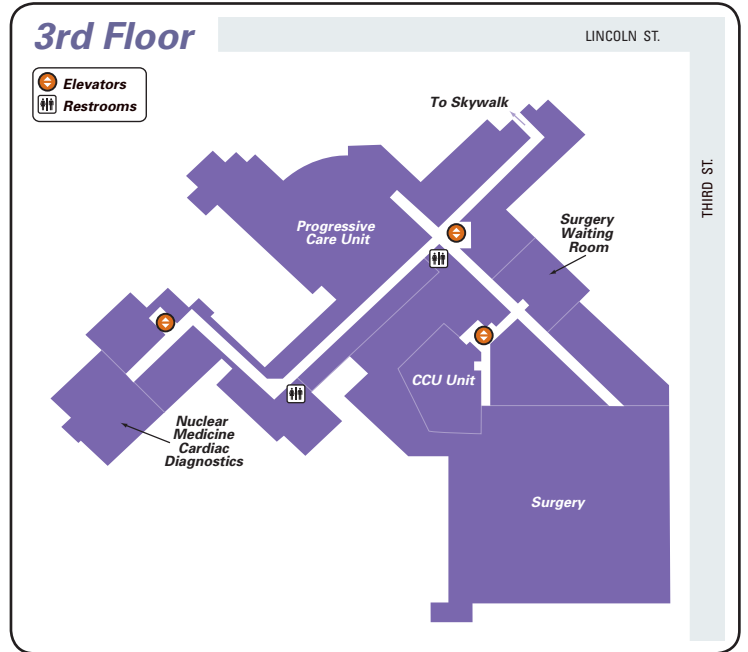 3rd Floor
LINCOLN ST.
Elevators
Restrooms
To Skywalk
THIRD ST.
Surgery
Waiting
Room
Progressive
Care Unit
CCU Unit
Nuclear
Medicine
Cardiac
Diagnostics
Surgery